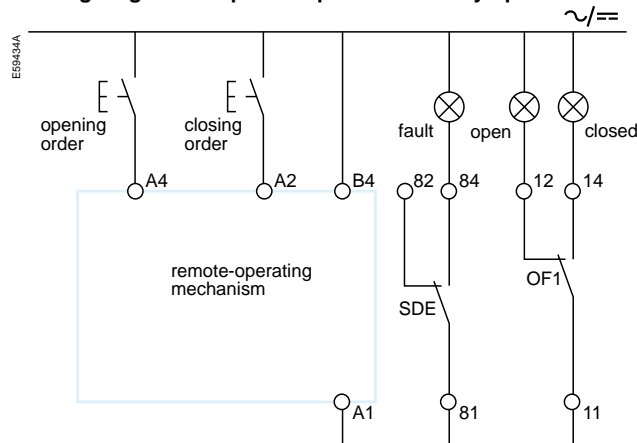 ∼/==
E59434A
opening
order
closing
order
fault
open
closed
A4
A2
B4
82
84
12
14
remote-operating
mechanism
SDE
OF1
A1
81
11